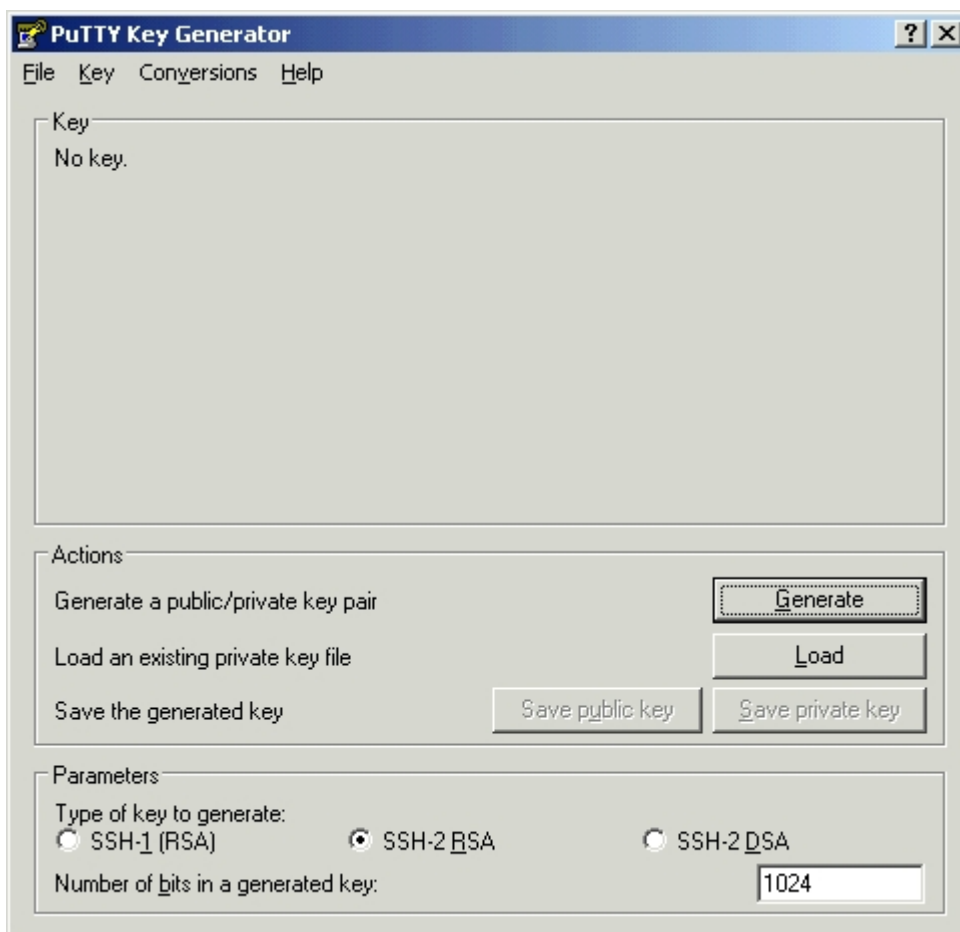 PuTTY Key Generator
File Key Conversions Help
Key
No key.
Actions
Generate a public/private key pair
Generate
Load an existing private key file
Load
Save the generated key
Save public key
Save private key
Parameters
Type of key to generate:
SSH-1 (RSA)
SSH-2 RSA
SSH-2 DSA
Number of bits in a generated key:
1024